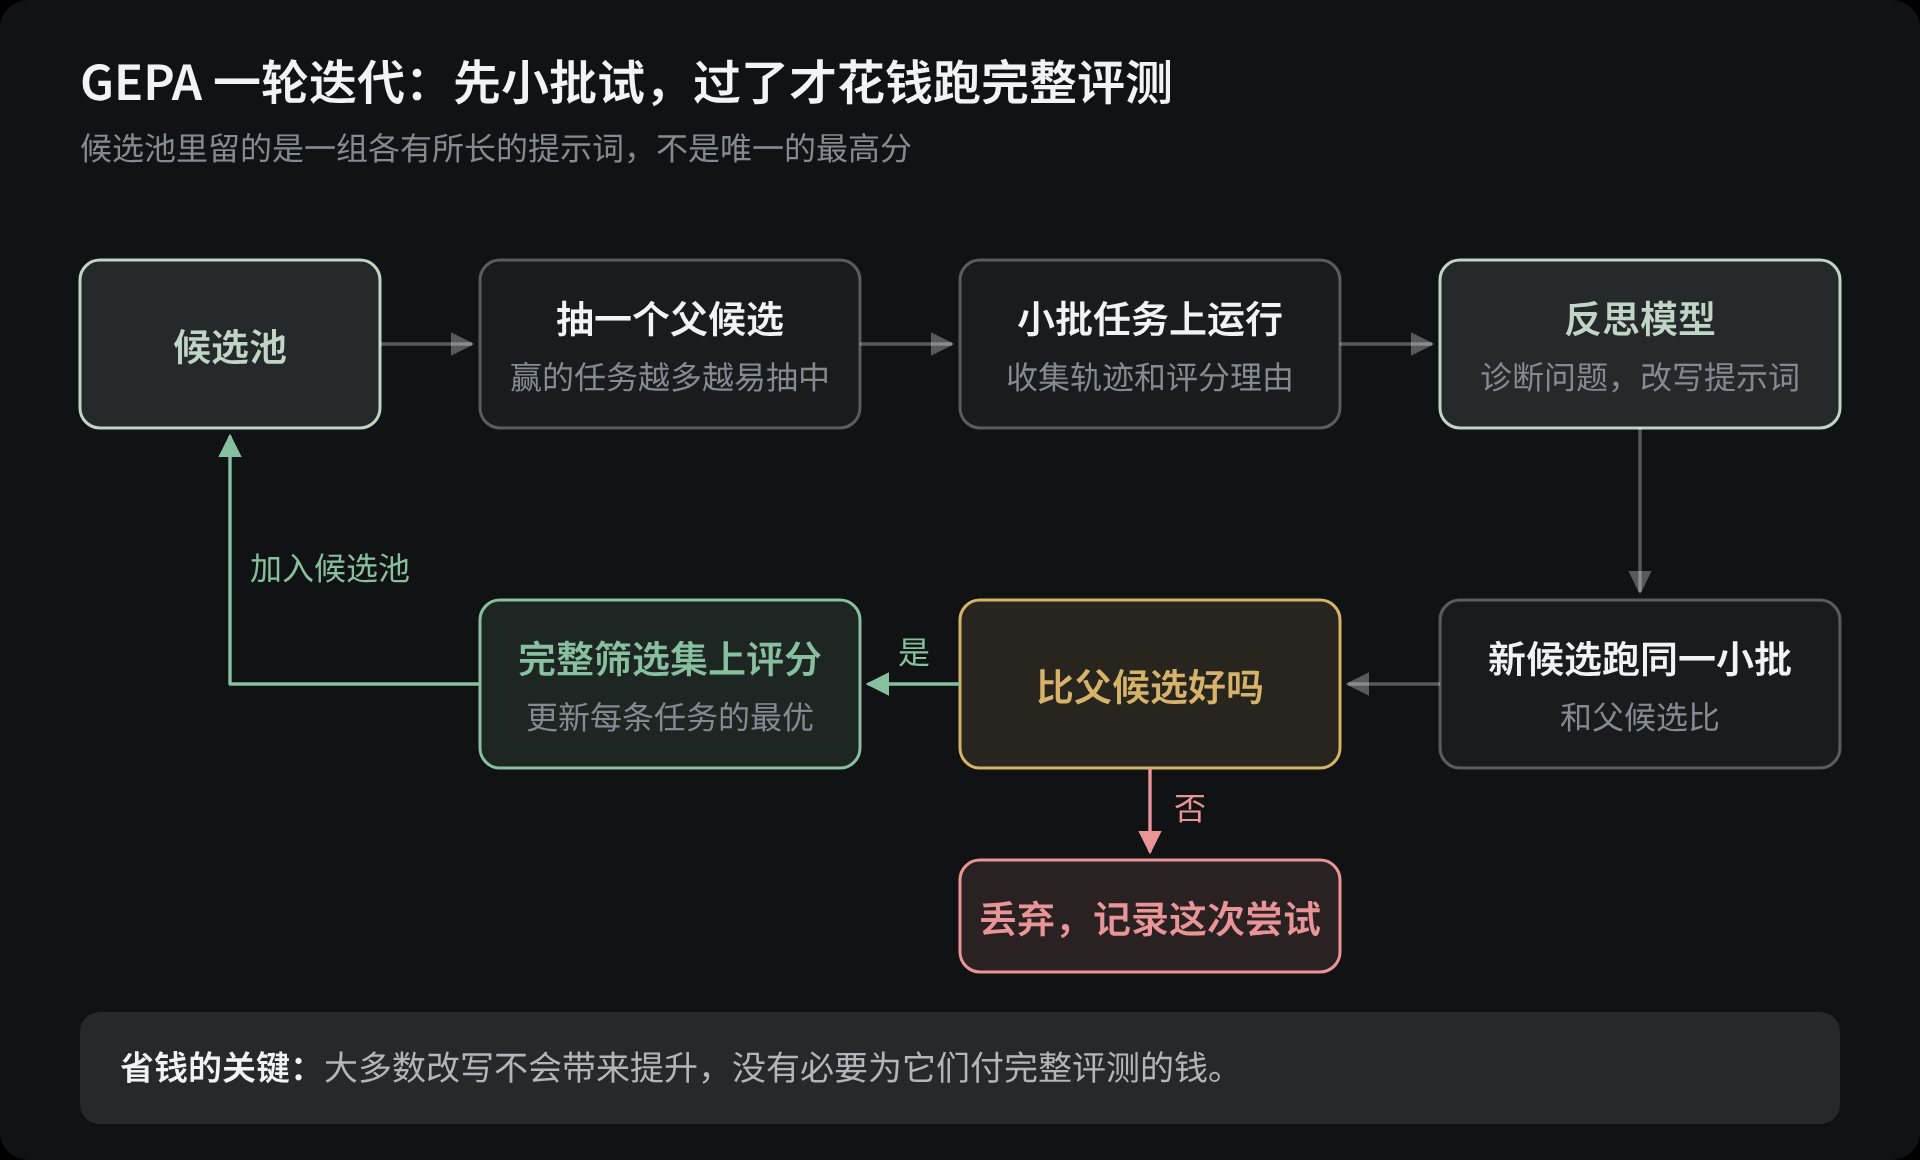 GEPA 一轮迭代：先小批试，过了才花钱跑完整评测
候选池里留的是一组各有所长的提示词，不是唯一的最高分
候选池
抽一个父候选
赢的任务越多越易抽中
小批任务上运行
收集轨迹和评分理由
反思模型
诊断问题，改写提示词
加入候选池
完整筛选集上评分
更新每条任务的最优
是
比父候选好吗
新候选跑同一小批
和父候选比
否
丢弃，记录这次尝试
省钱的关键：大多数改写不会带来提升，没有必要为它们付完整评测的钱。